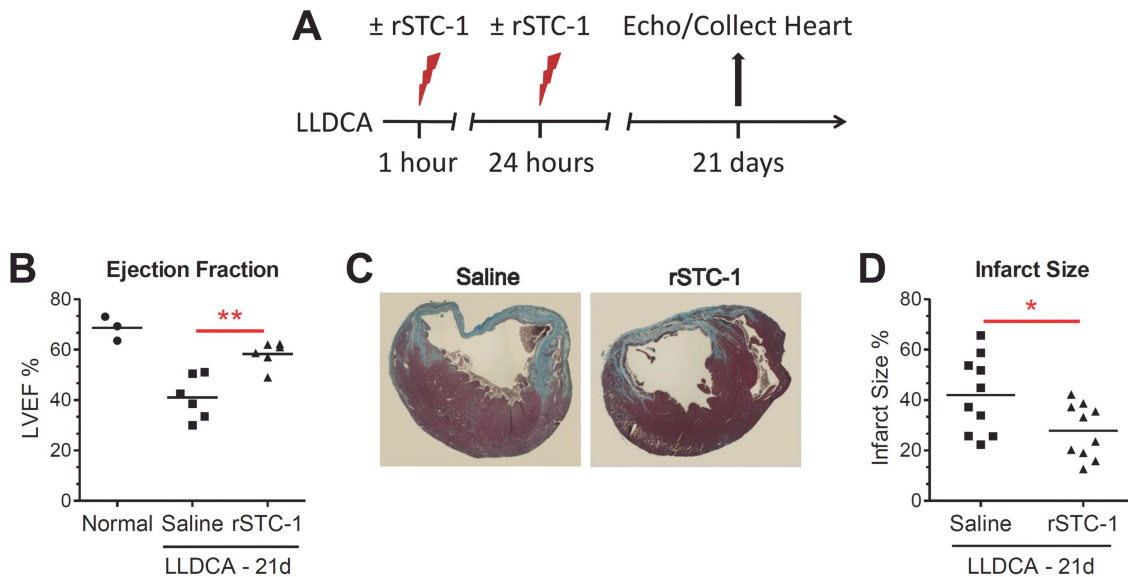 A
± rSTC-1 ± rSTC-1 Echo/Collect Heart
LLDCA
1 hour 24 hours 21 days
B
Ejection Fraction
80
60
40
20
0
LVEF %
**
Normal Saline rSTC-1
LLDCA - 21d
C
Saline rSTC-1
D
Infarct Size
80
60
40
20
0
Infarct Size %
*
Saline rSTC-1
LLDCA - 21d